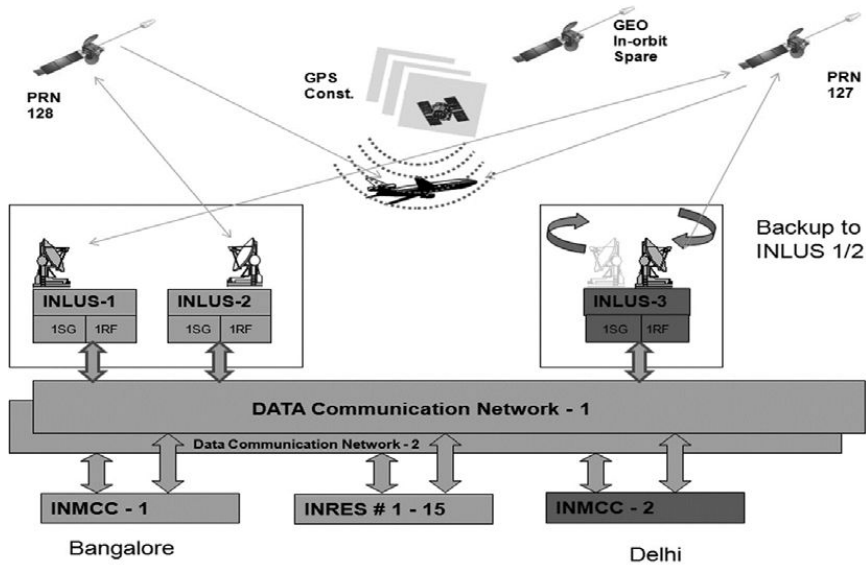 GEO
In-orbit
Spare
GPS
Const.
PRN
128
PRN
127
Backup to
INLUS 1/2
INLUS-1
INLUS-2
INLUS-3
1SG 1RF
1SG 1RF
1SG 1RF
DATA Communication Network - 1
Data Communication Network - 2
INMCC - 1
INRES # 1 - 15
INMCC - 2
Bangalore
Delhi